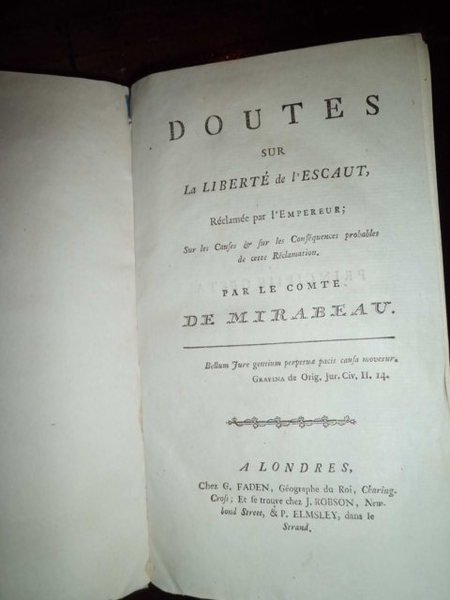 DOUTES
SUR
La LIBERTÉ de l'ESCAUT,
Réclamée par l'EMPEREUR;
Sur les Causes & sur les Conséquences probables
de cette Réclamation.
PAR LE COMTE
DE MIRABEAU.
Bellum Jure gentium perpetuæ pacis causa movetur.
GRAVINA de Orig. Jur. Civ. II. 14.
A LONDRES,
Chez G. FADEN, Géographe du Roi, Charing-
Cross; Et se trouve chez J. ROBSON, New-
bond Street, & P. ELMSLEY, dans le
Strand.